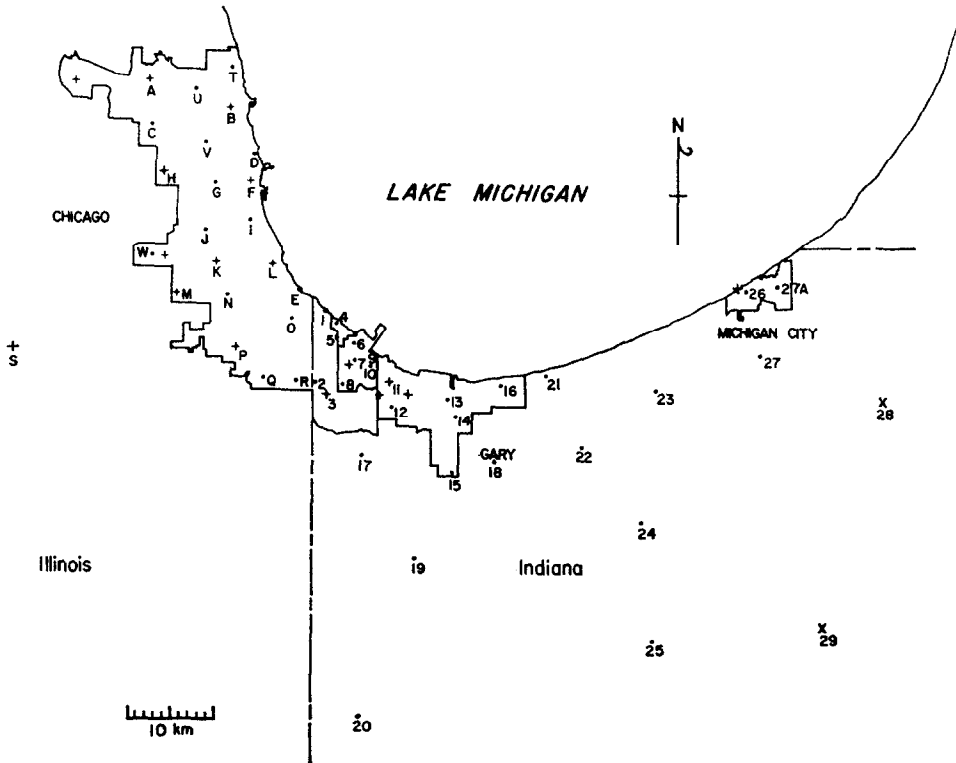 T
A
U
B
C
V
D
N
H
G
F
LAKE MICHIGAN
CHICAGO
I
J
W
K
L
M
N
E
26
27A
O
1
4
MICHIGAN CITY
S
P
5
6
9
7
10
27
Q
R
2
8
11
16
21
3
13
23
28
12
14
GARY
22
17
18
15
24
Illinois
19
Indiana
29
25
10 km
20